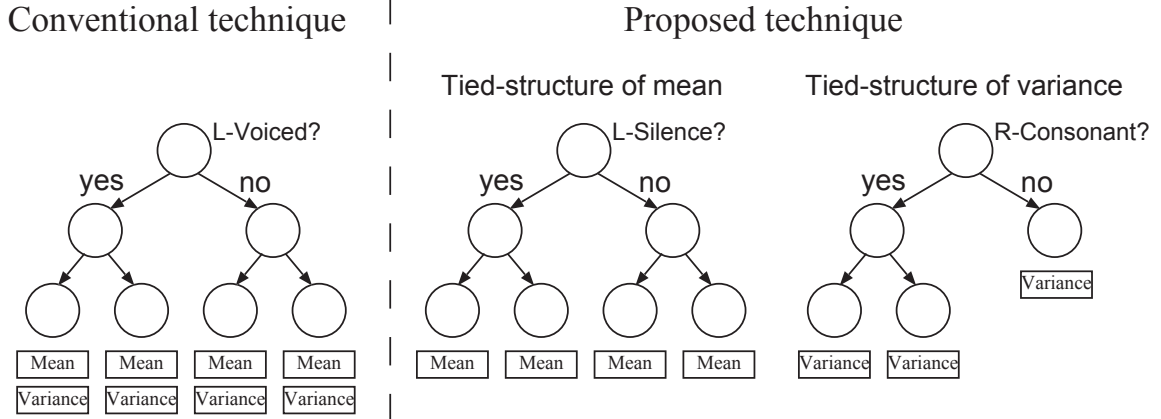 Conventional technique
Proposed technique
Tied-structure of mean
Tied-structure of variance
L-Voiced?
L-Silence?
R-Consonant?
yes
no
yes
no
yes
no
Variance
Mean
Mean
Mean
Mean
Mean
Mean
Mean
Mean
Variance
Variance
Variance
Variance
Variance
Variance